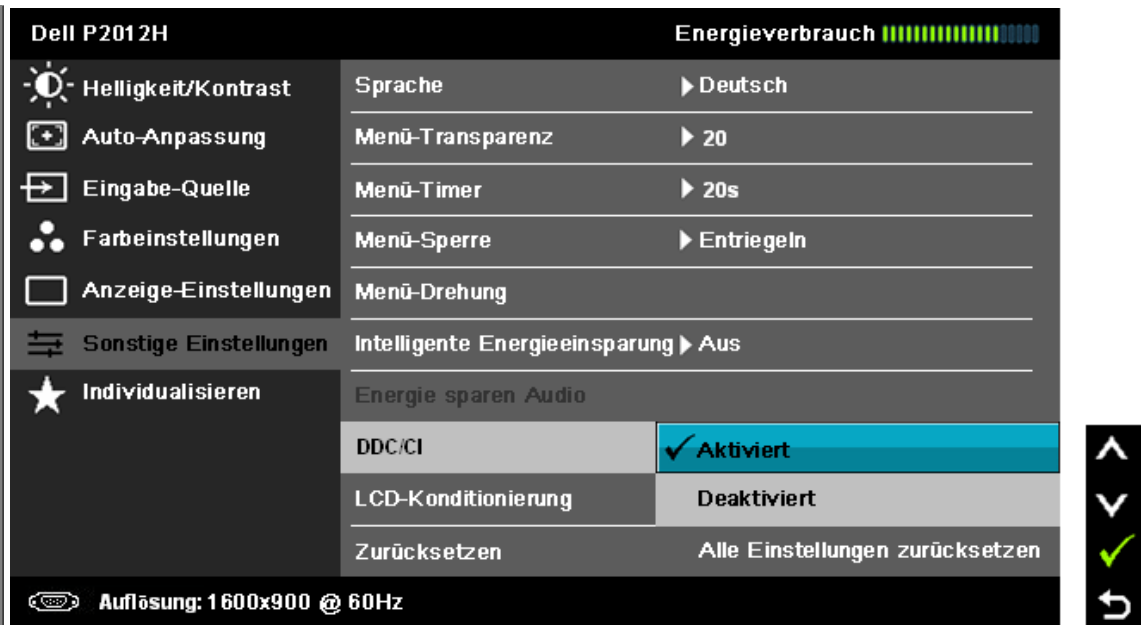 Dell P2012H Energieverbrauch
Helligkeit/Kontrast Sprache Deutsch
Auto-Anpassung Menü-Transparenz 20
Eingabe-Quelle Menü-Timer 20s
Farbeinstellungen Menü-Sperre Entriegeln
Anzeige-Einstellungen Menü-Drehung
Sonstige Einstellungen Intelligente Energieeinsparung Aus
Individualisieren Energie sparen Audio
DDC/CI Aktiviert
LCD-Konditionierung Deaktiviert
Zurücksetzen Alle Einstellungen zurücksetzen
Auflösung: 1600x900 @ 60Hz